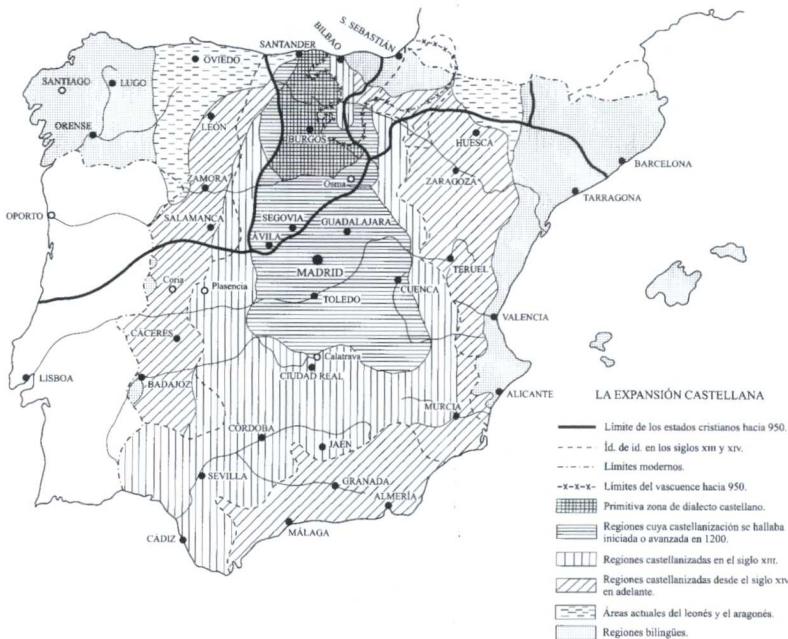 S. SEBASTIÁN
BILBAO
SANTANDER
OVIEDO
SANTIAGO
LUGO
LEÓN
ORENSE
BURGOS
HUESCA
BARCELONA
ZAMORA
Osma
ZARAGOZA
TARRAGONA
OPORTO
SALAMANCA
SEGOVIA
GUADALAJARA
ÁVILA
MADRID
TERUEL
Coria
Plasencia
CUENCA
TOLEDO
VALENCIA
CÁCERES
Calatrava
LISBOA
BADAJOZ
CIUDAD REAL
ALICANTE
MURCIA
CÓRDOBA
JAÉN
SEVILLA
GRANADA
ALMERÍA
CÁDIZ
MÁLAGA
LA EXPANSIÓN CASTELLANA
Límite de los estados cristianos hacia 950.
Íd. de id. en los siglos XIII y XIV.
Límites modernos.
Límites del vascuence hacia 950.
Primitiva zona de dialecto castellano.
Regiones cuya castellanización se hallaba
iniciada o avanzada en 1200.
Regiones castellanizadas en el siglo XIII.
Regiones castellanizadas desde el siglo XIV
en adelante.
Áreas actuales del leonés y el aragonés.
Regiones bilingües.